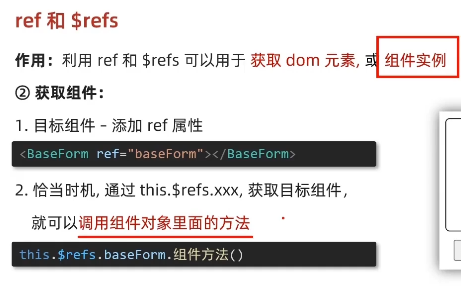 ref 和 $refs
作用：利用 ref 和 $refs 可以用于 获取 dom 元素, 或 组件实例
② 获取组件：
1. 目标组件 – 添加 ref 属性
<BaseForm ref="baseForm"></BaseForm>
2. 恰当时机, 通过 this.$refs.xxx, 获取目标组件,
就可以调用组件对象里面的方法
this.$refs.baseForm.组件方法()